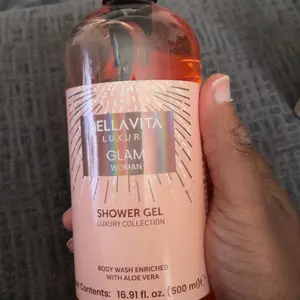 ELLAVITA
LUXUR
GLAM
WOMAN
SHOWER GEL
LUXURY COLLECTION
BODY WASH ENRICHED
WITH ALOE VERA
Contents: 16.91 fl. oz. (500 ml)